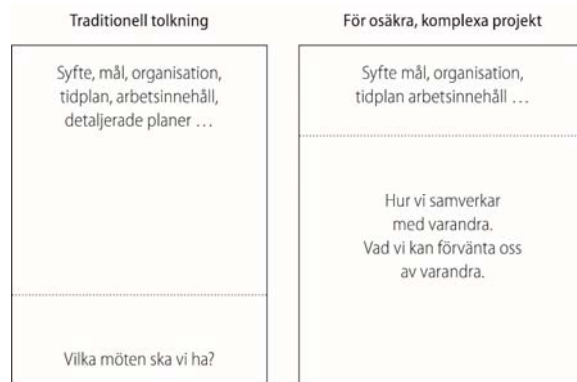 Traditionell tolkning
Syfte, mål, organisation,
tidplan, arbetsinnehåll,
detaljerade planer …
Vilka möten ska vi ha?
För osäkra, komplexa projekt
Syfte mål, organisation,
tidplan arbetsinnehåll …
Hur vi samverkar
med varandra.
Vad vi kan förvänta oss
av varandra.